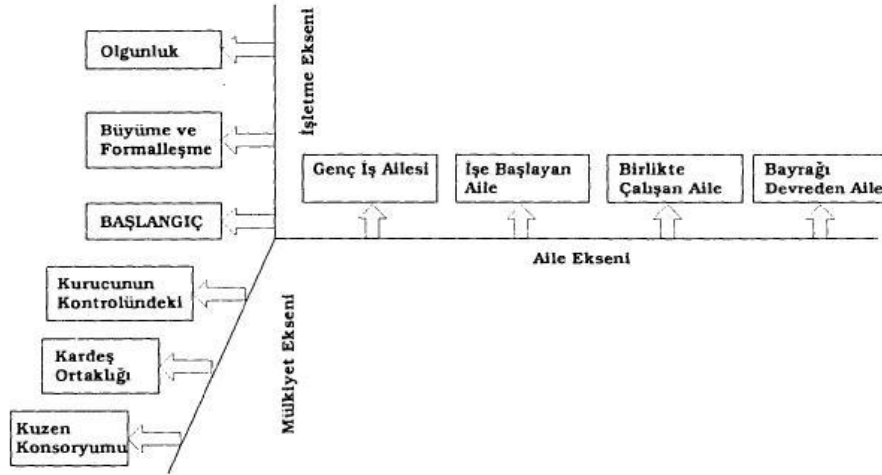 Olgunluk
Büyüme ve
Formalleşme
BAŞLANGIÇ
İşletme Ekseni
Genç İş Ailesi
İşe Başlayan
Aile
Birlikte
Çalışan Aile
Bayrağı
Devreden Aile
Aile Ekseni
Kurucunun
Kontrolündeki
Kardeş
Ortaklığı
Kuzen
Konsoryumu
Mülkiyet Ekseni